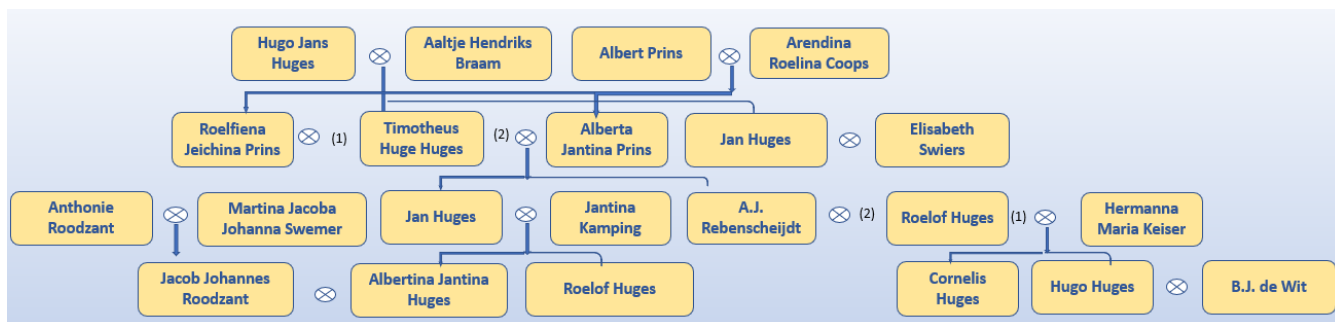 Hugo Jans
Huges
Aaltje Hendriks
Braam
Albert Prins
Arendina
Roelina Coops
Roelfiena
Jeichina Prins
(1)
Timotheus
Huge Huges
(2)
Alberta
Jantina Prins
Jan Huges
Elisabeth
Swiers
Anthonie
Roodzant
Martina Jacoba
Johanna Swemer
Jan Huges
Jantina
Kamping
A.J.
Rebenscheijdt
(2)
Roelof Huges
(1)
Hermanna
Maria Keiser
Jacob Johannes
Roodzant
Albertina Jantina
Huges
Roelof Huges
Cornelis
Huges
Hugo Huges
B.J. de Wit